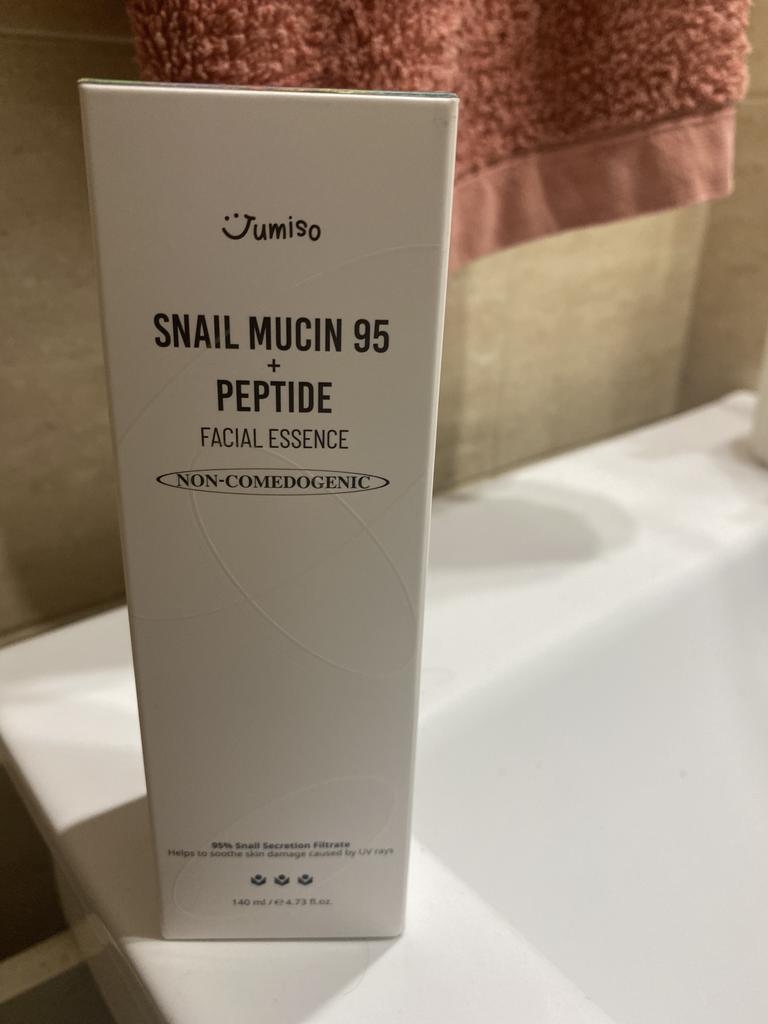 Jumiso
SNAIL MUCIN 95
+
PEPTIDE
FACIAL ESSENCE
NON-COMEDOGENIC
95% Snail Secretion Filtrate
Helps to soothe skin damage caused by UV rays
140 ml / ℮ 4.73 fl.oz.